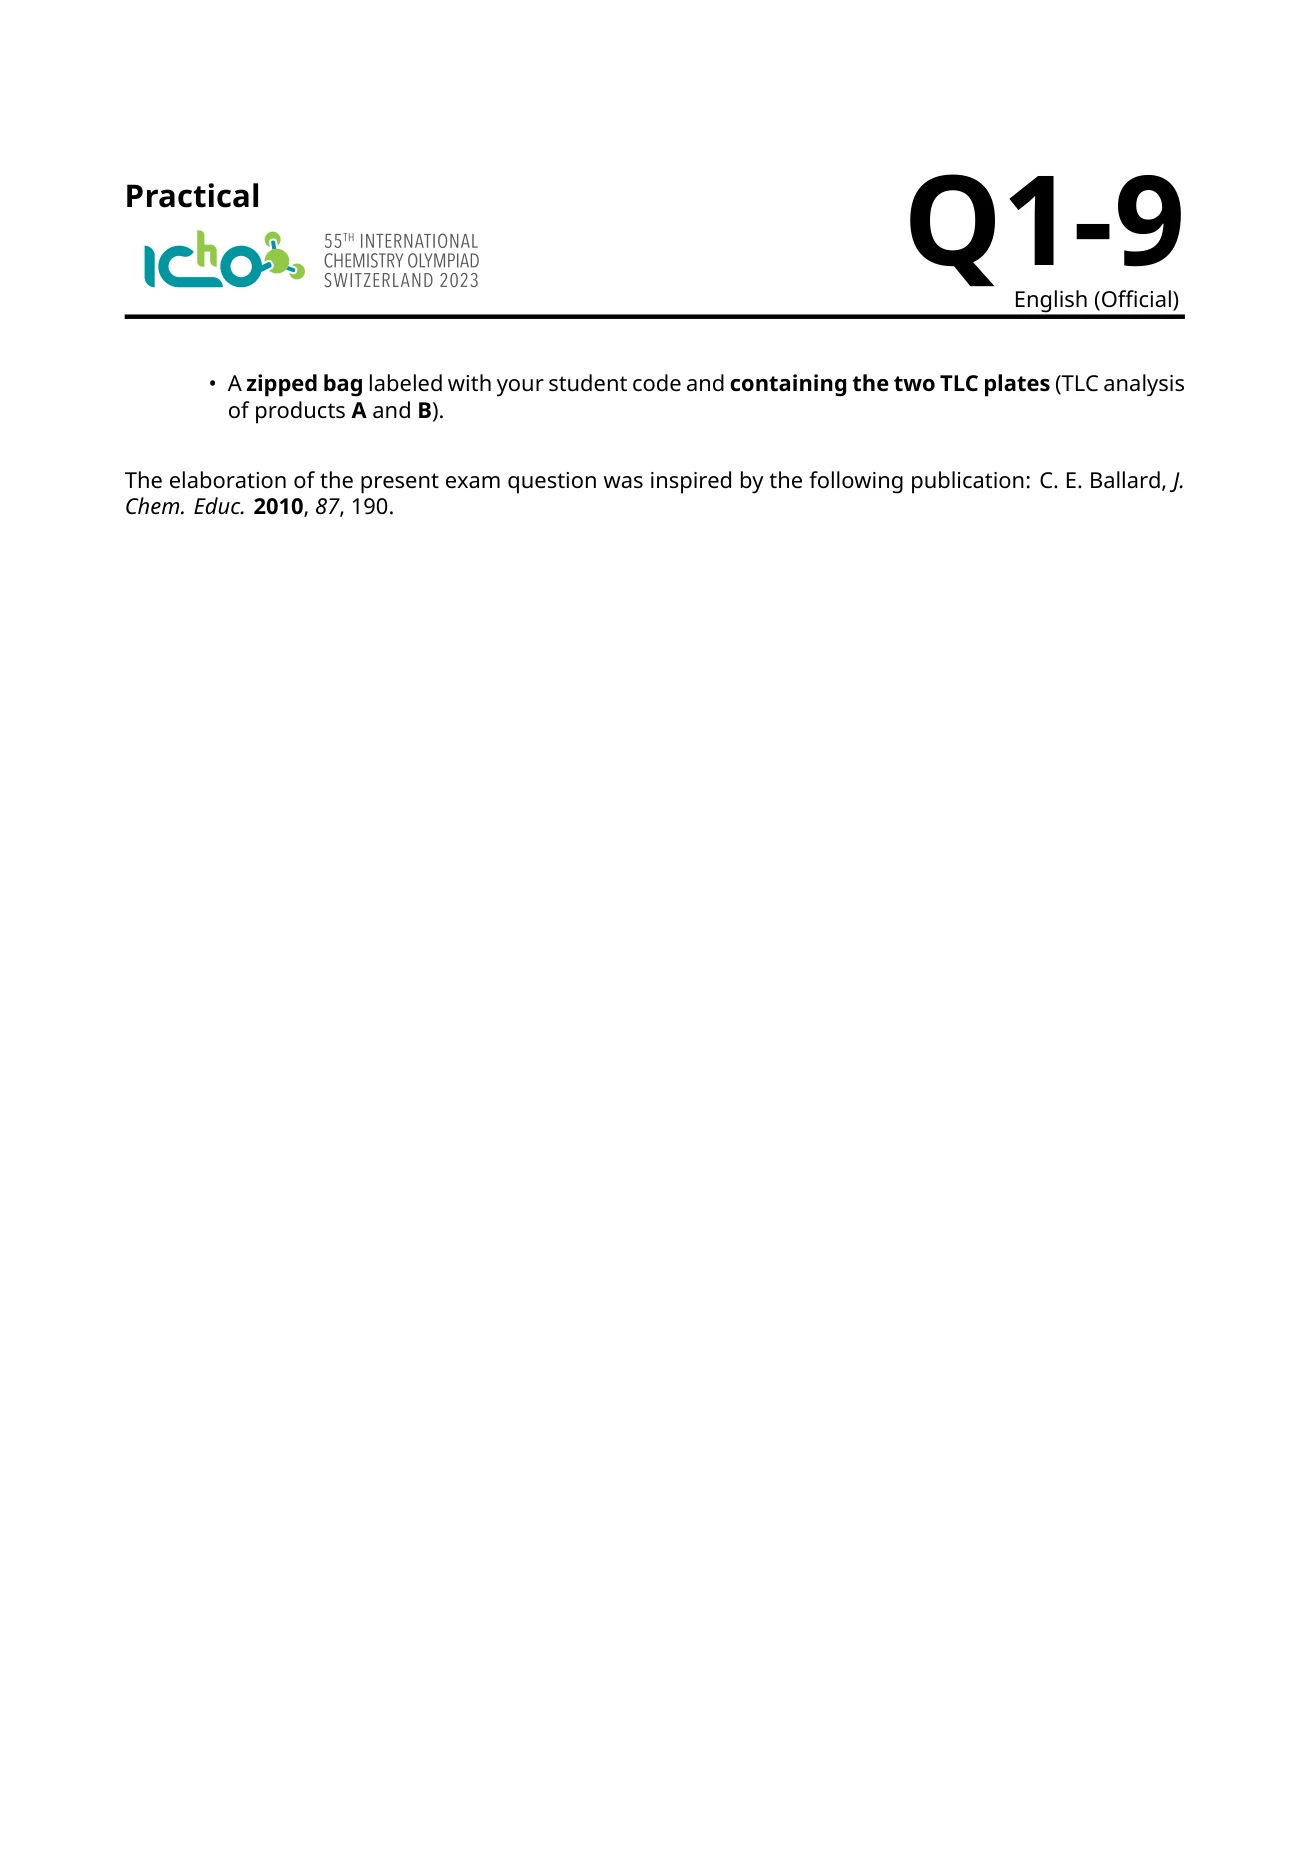 Practical
Q1-9
IChO
55TH INTERNATIONAL
CHEMISTRY OLYMPIAD
SWITZERLAND 2023
English (Official)
• A zipped bag labeled with your student code and containing the two TLC plates (TLC analysis
of products A and B).
The elaboration of the present exam question was inspired by the following publication: C. E. Ballard, J.
Chem. Educ. 2010, 87, 190.